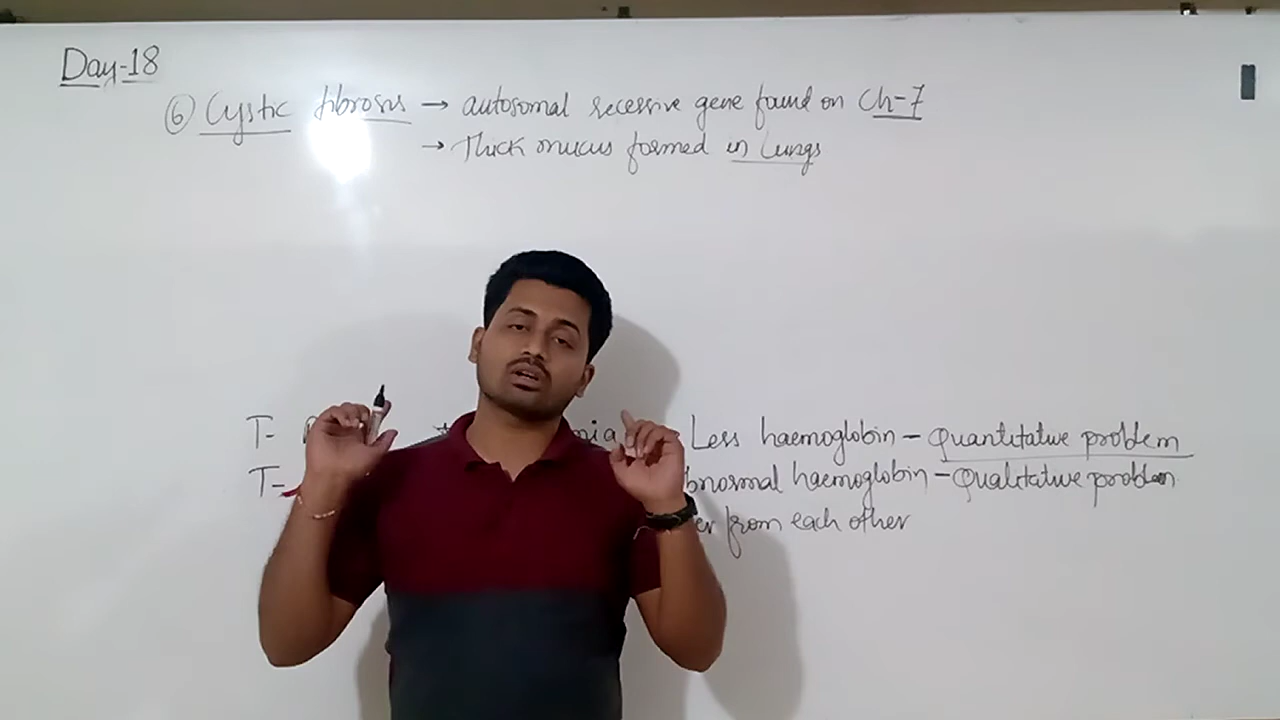 Day-18
⑥ Cystic fibrosis → autosomal recessive gene found on Ch-7
→ Thick mucus formed in Lungs
T- Less haemoglobin - Quantitative problem
T- bnormal haemoglobin - Qualitative problem
er from each other